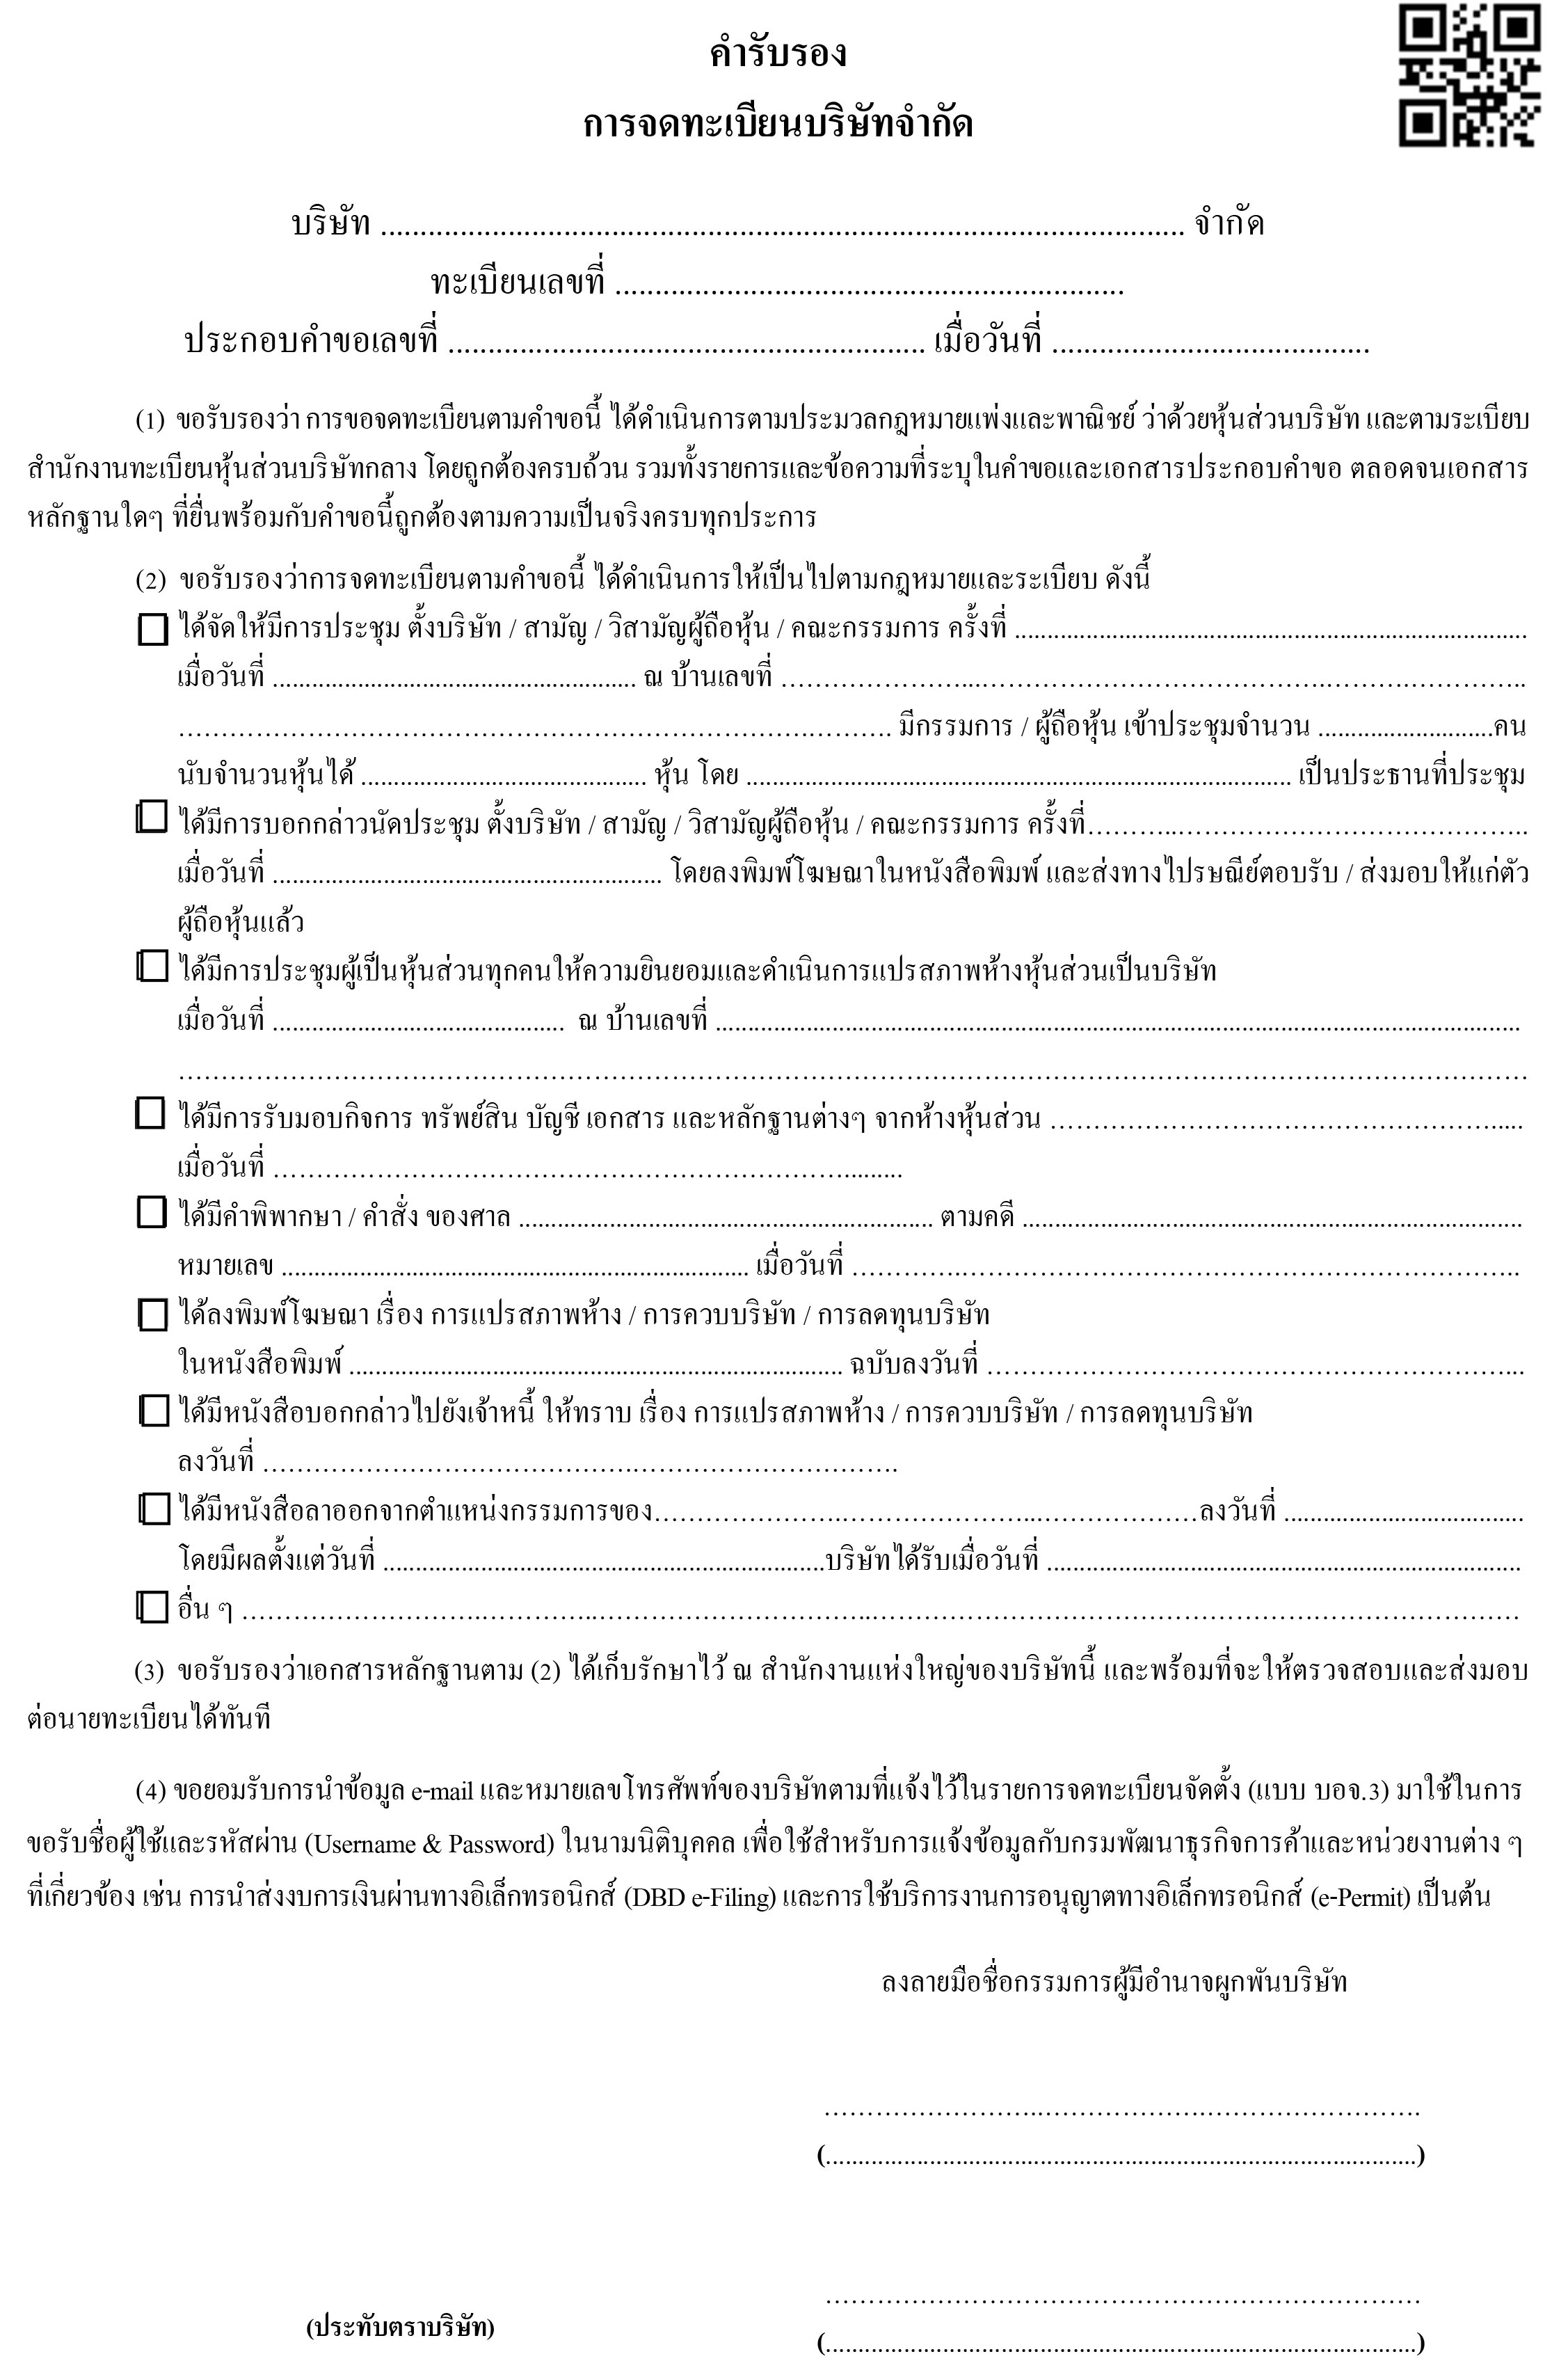 คำรับรอง
การจดทะเบียนบริษัทจำกัด
บริษัท .................................................................................................... จำกัด
ทะเบียนเลขที่ ................................................................
ประกอบคำขอเลขที่ ............................................................ เมื่อวันที่ ........................................
(1) ขอรับรองว่า การขอจดทะเบียนตามคำขอนี้ ได้ดำเนินการตามประมวลกฎหมายแพ่งและพาณิชย์ ว่าด้วยหุ้นส่วนบริษัท และตามระเบียบ
สำนักงานทะเบียนหุ้นส่วนบริษัทกลาง โดยถูกต้องครบถ้วน รวมทั้งรายการและข้อความที่ระบุในคำขอและเอกสารประกอบคำขอ ตลอดจนเอกสาร
หลักฐานใดๆ ที่ยื่นพร้อมกับคำขอนี้ถูกต้องตามความเป็นจริงครบทุกประการ
(2) ขอรับรองว่าการจดทะเบียนตามคำขอนี้ ได้ดำเนินการให้เป็นไปตามกฎหมายและระเบียบ ดังนี้
ได้จัดให้มีการประชุม ตั้งบริษัท / สามัญ / วิสามัญผู้ถือหุ้น / คณะกรรมการ ครั้งที่ ...............................................................................
เมื่อวันที่ ........................................................ ณ บ้านเลขที่ ........................................................................................
........................................................................................ มีกรรมการ / ผู้ถือหุ้น เข้าประชุมจำนวน ...........................คน
นับจำนวนหุ้นได้ ............................................ หุ้น โดย .................................................................................... เป็นประธานที่ประชุม
ได้มีการบอกกล่าวนัดประชุม ตั้งบริษัท / สามัญ / วิสามัญผู้ถือหุ้น / คณะกรรมการ ครั้งที่......................................................
เมื่อวันที่ ............................................................ โดยลงพิมพ์โฆษณาในหนังสือพิมพ์ และส่งทางไปรษณีย์ตอบรับ / ส่งมอบให้แก่ตัว
ผู้ถือหุ้นแล้ว
ได้มีการประชุมผู้เป็นหุ้นส่วนทุกคนให้ความยินยอมและดำเนินการแปรสภาพห้างหุ้นส่วนเป็นบริษัท
เมื่อวันที่ ............................................. ณ บ้านเลขที่ ............................................................................................................................
................................................................................................................................................................
ได้มีการรับมอบกิจการ ทรัพย์สิน บัญชี เอกสาร และหลักฐานต่างๆ จากห้างหุ้นส่วน ............................................................
เมื่อวันที่ ................................................................................
ได้มีคำพิพากษา / คำสั่ง ของศาล ................................................................ ตามคดี .............................................................................
หมายเลข ........................................................................ เมื่อวันที่ ................................................................................
ได้ลงพิมพ์โฆษณา เรื่อง การแปรสภาพห้าง / การควบบริษัท / การลดทุนบริษัท
ในหนังสือพิมพ์ ............................................................................ ฉบับลงวันที่ ................................................................
ได้มีหนังสือบอกกล่าวไปยังเจ้าหนี้ ให้ทราบ เรื่อง การแปรสภาพห้าง / การควบบริษัท / การลดทุนบริษัท
ลงวันที่ ................................................................................
ได้มีหนังสือลาออกจากตำแหน่งกรรมการของ................................................................ลงวันที่ .....................................
โดยมีผลตั้งแต่วันที่ ....................................................................บริษัทได้รับเมื่อวันที่ .........................................................................
อื่น ๆ ................................................................................................................................................
(3) ขอรับรองว่าเอกสารหลักฐานตาม (2) ได้เก็บรักษาไว้ ณ สำนักงานแห่งใหญ่ของบริษัทนี้ และพร้อมที่จะให้ตรวจสอบและส่งมอบ
ต่อนายทะเบียนได้ทันที
(4) ขอยอมรับการนำข้อมูล e-mail และหมายเลขโทรศัพท์ของบริษัทตามที่แจ้งไว้ในรายการจดทะเบียนจัดตั้ง (แบบ บอจ.3) มาใช้ในการ
ขอรับชื่อผู้ใช้และรหัสผ่าน (Username & Password) ในนามนิติบุคคล เพื่อใช้สำหรับการแจ้งข้อมูลกับกรมพัฒนาธุรกิจการค้าและหน่วยงานต่าง ๆ
ที่เกี่ยวข้อง เช่น การนำส่งงบการเงินผ่านทางอิเล็กทรอนิกส์ (DBD e-Filing) และการใช้บริการงานการอนุญาตทางอิเล็กทรอนิกส์ (e-Permit) เป็นต้น
ลงลายมือชื่อกรรมการผู้มีอำนาจผูกพันบริษัท
......................................................................
(...........................................................................................)
......................................................................
(ประทับตราบริษัท)
(...........................................................................................)